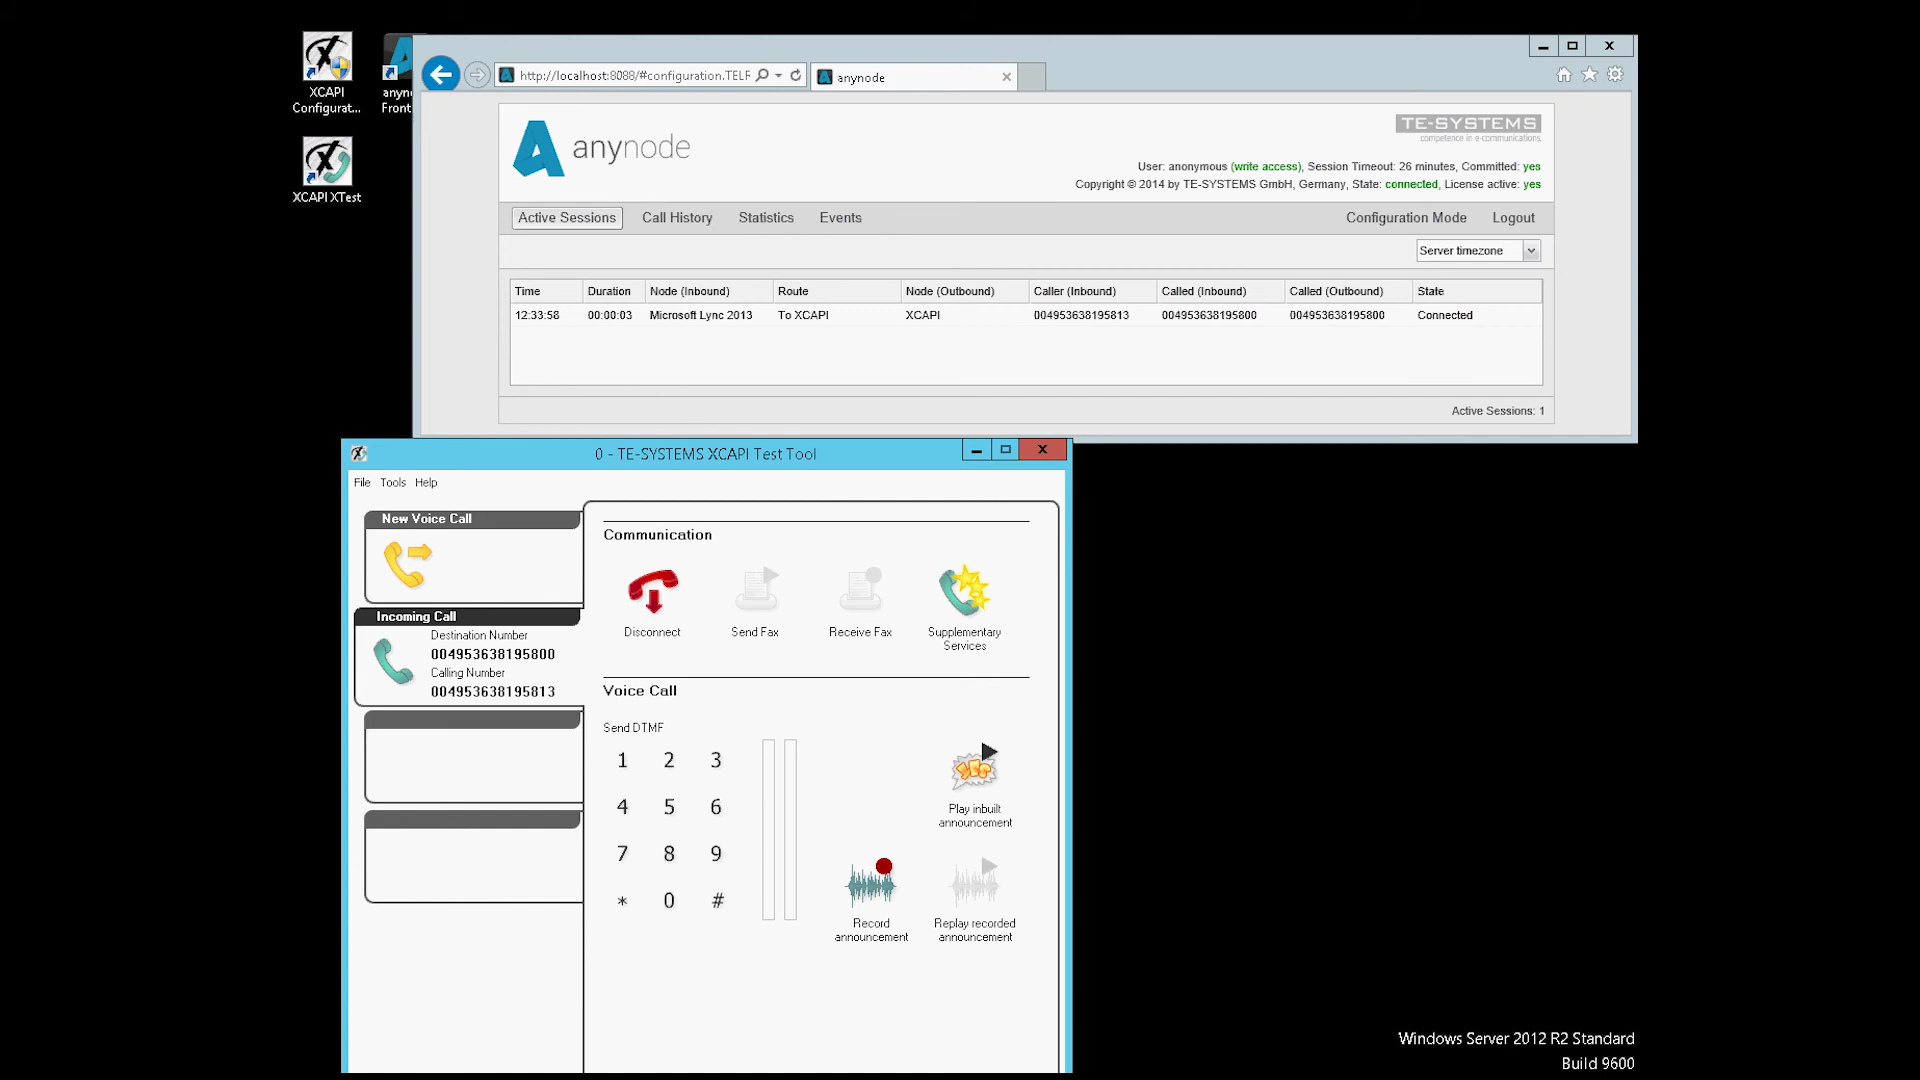 XCAPI
Configurat...
anyn
Front
XCAPI XTest
http://localhost:8088/#configuration.TELF
anynode
anynode
TE-SYSTEMS
competence in e-communications.
User: anonymous (write access), Session Timeout: 26 minutes, Committed: yes
Copyright © 2014 by TE-SYSTEMS GmbH, Germany, State: connected, License active: yes
Active Sessions Call History Statistics Events Configuration Mode Logout
Server timezone
Time Duration Node (Inbound) Route Node (Outbound) Caller (Inbound) Called (Inbound) Called (Outbound) State
12:33:58 00:00:03 Microsoft Lync 2013 To XCAPI XCAPI 004953638195813 004953638195800 004953638195800 Connected
Active Sessions: 1
0 - TE-SYSTEMS XCAPI Test Tool
File Tools Help
New Voice Call
Incoming Call
Destination Number
004953638195800
Calling Number
004953638195813
Communication
Disconnect
Send Fax
Receive Fax
Supplementary
Services
Voice Call
Send DTMF
1 2 3
4 5 6
7 8 9
* 0 #
Play inbuilt
announcement
Record
announcement
Replay recorded
announcement
Windows Server 2012 R2 Standard
Build 9600